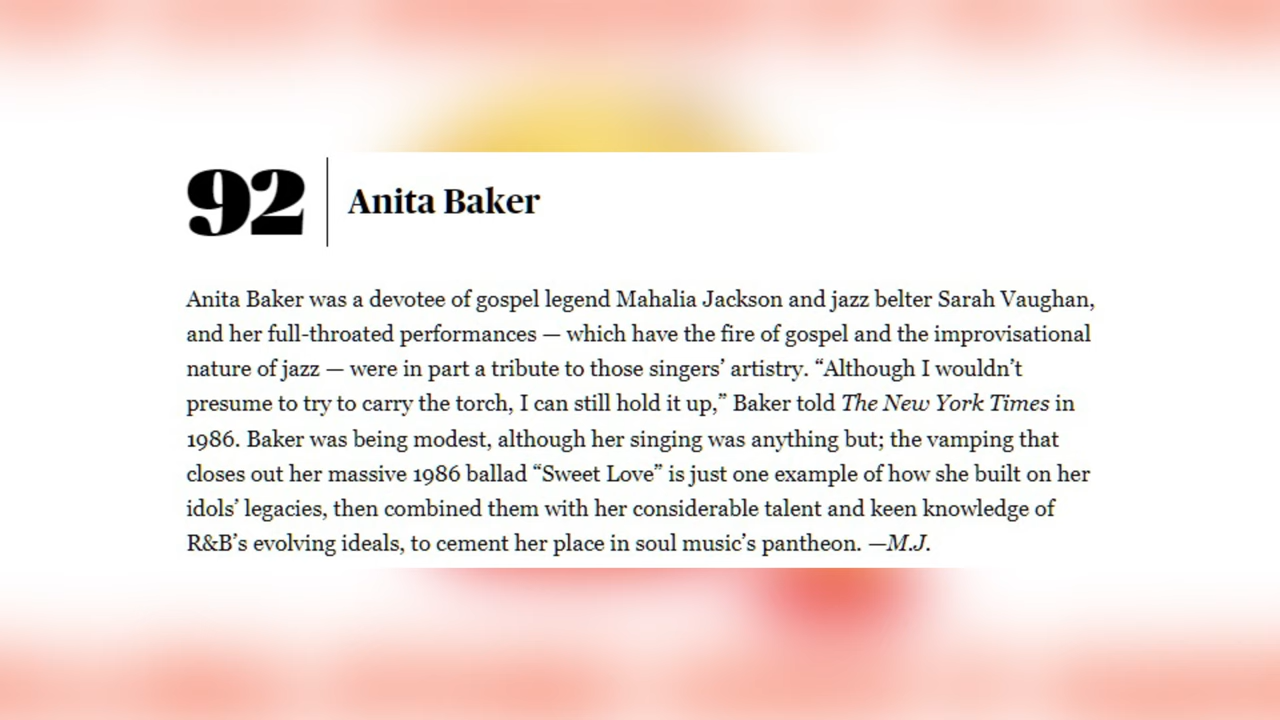 92
Anita Baker
Anita Baker was a devotee of gospel legend Mahalia Jackson and jazz belter Sarah Vaughan,
and her full-throated performances — which have the fire of gospel and the improvisational
nature of jazz — were in part a tribute to those singers’ artistry. “Although I wouldn’t
presume to try to carry the torch, I can still hold it up,” Baker told The New York Times in
1986. Baker was being modest, although her singing was anything but; the vamping that
closes out her massive 1986 ballad “Sweet Love” is just one example of how she built on her
idols’ legacies, then combined them with her considerable talent and keen knowledge of
R&B’s evolving ideals, to cement her place in soul music’s pantheon. —M.J.